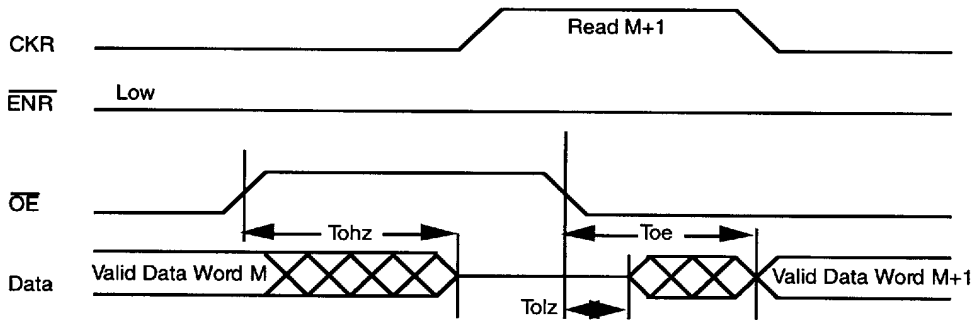 CKR
Read M+1
ENR
Low
OE
Tohz
Toe
Data
Valid Data Word M
Valid Data Word M+1
Tolz